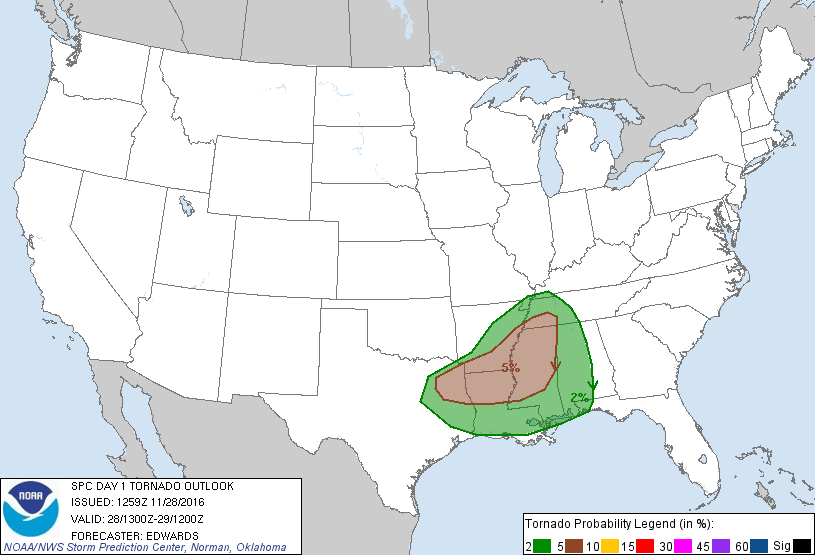 5%
2%
NOAA
SPC DAY 1 TORNADO OUTLOOK
ISSUED: 1259Z 11/28/2016
VALID: 28/1300Z-29/1200Z
FORECASTER: EDWARDS
NOAA/NWS Storm Prediction Center, Norman, Oklahoma
Tornado Probability Legend (in %):
2 5 10 15 30 45 60 Sig